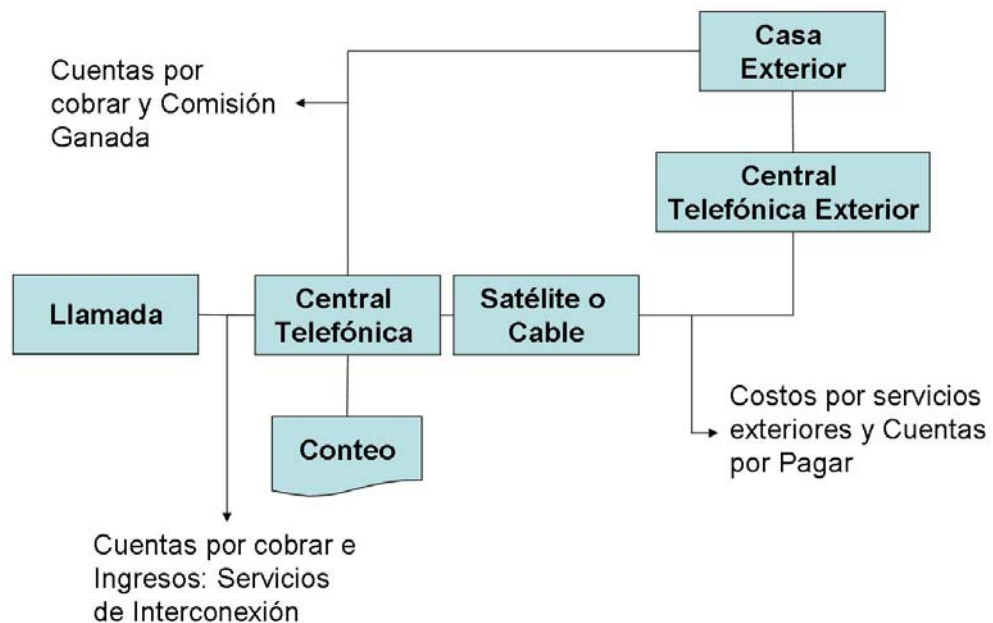 Casa
Exterior
Cuentas por
cobrar y Comisión
Ganada
Central
Telefónica Exterior
Llamada
Central
Telefónica
Satélite o
Cable
Conteo
Costos por servicios
exteriores y Cuentas
por Pagar
Cuentas por cobrar e
Ingresos: Servicios
de Interconexión